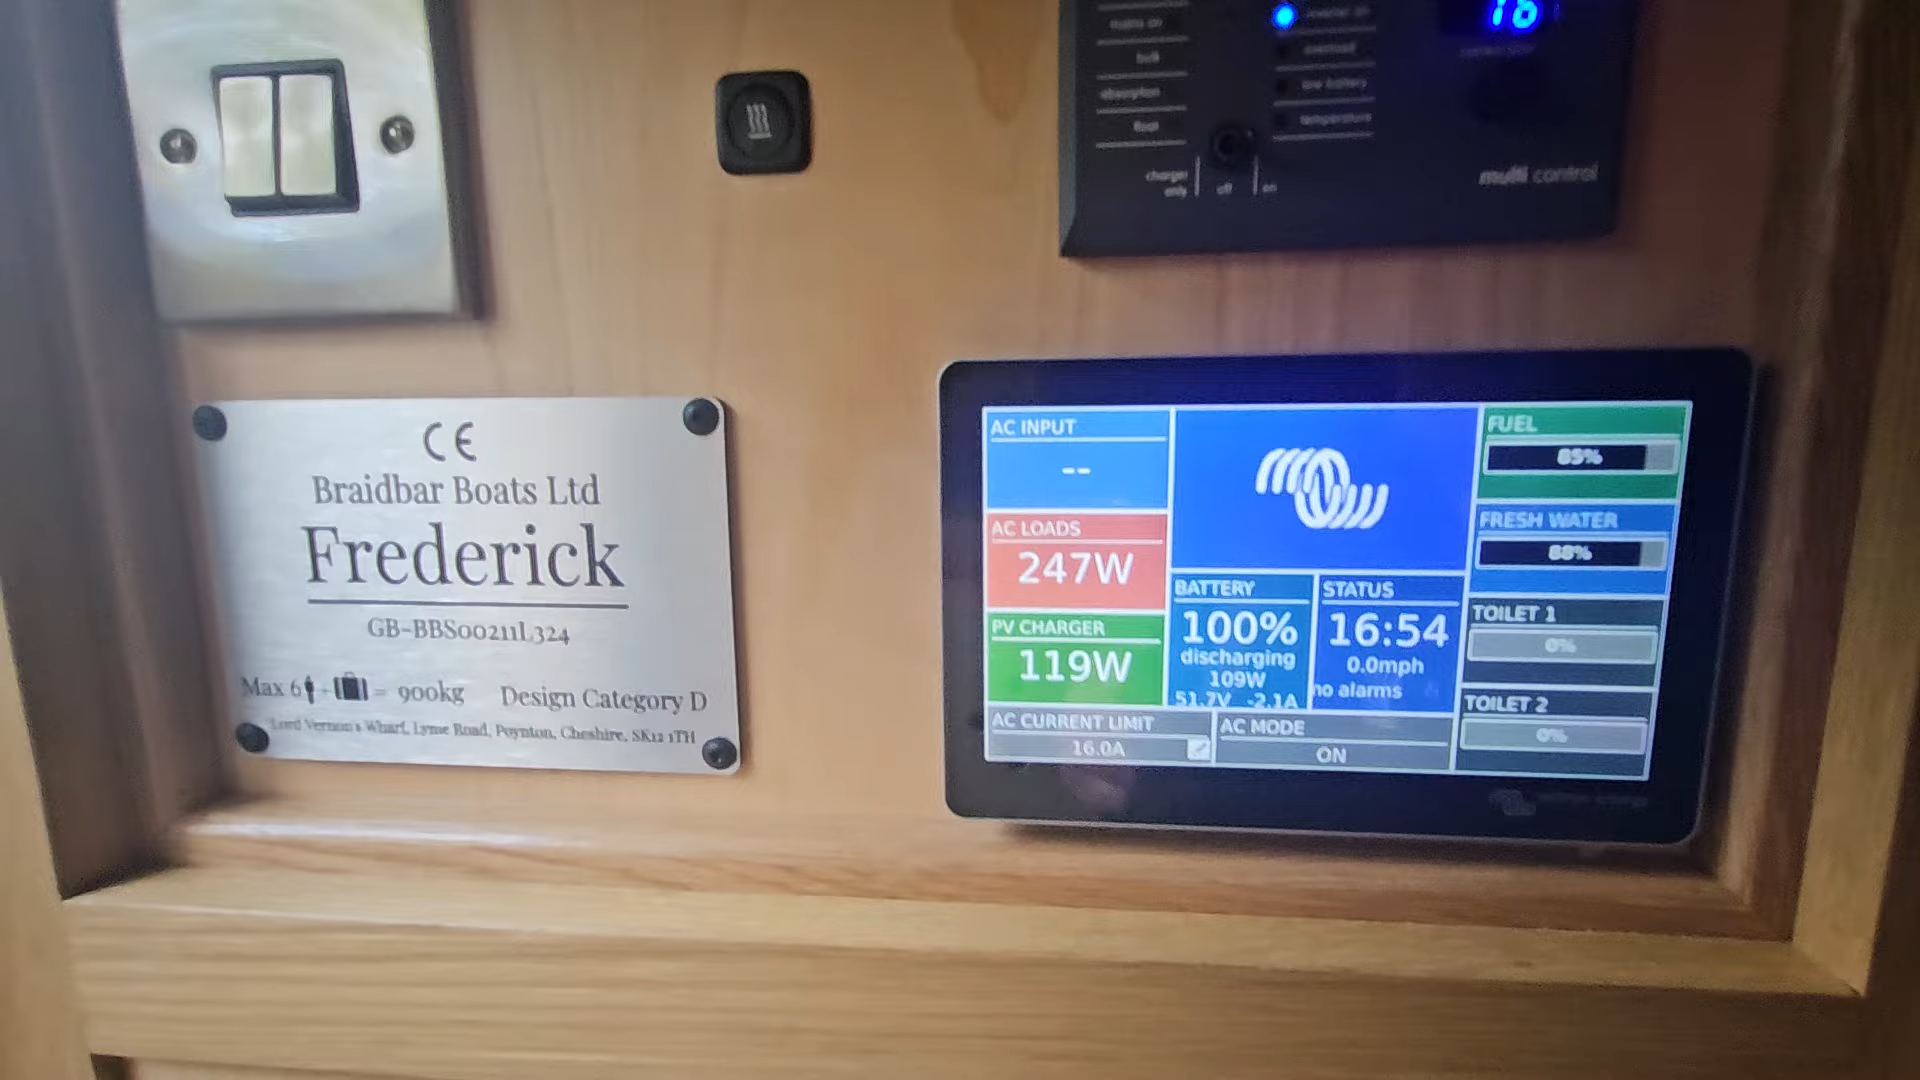 mains on
bulk
absorption
float
inverter on
overload
low battery
temperature
16
charger only
off
on
multi control
CE
Braidbar Boats Ltd
Frederick
GB-BBS00211L324
Max 6 + = 900kg Design Category D
Lord Vernon's Wharf, Lyme Road, Poynton, Cheshire, SK12 1TH
AC INPUT
--
AC LOADS
247W
PV CHARGER
119W
AC CURRENT LIMIT
16.0A
BATTERY
100%
discharging
109W
51.7V -2.1A
STATUS
16:54
0.0mph
no alarms
AC MODE
ON
FUEL
85%
FRESH WATER
88%
TOILET 1
0%
TOILET 2
0%